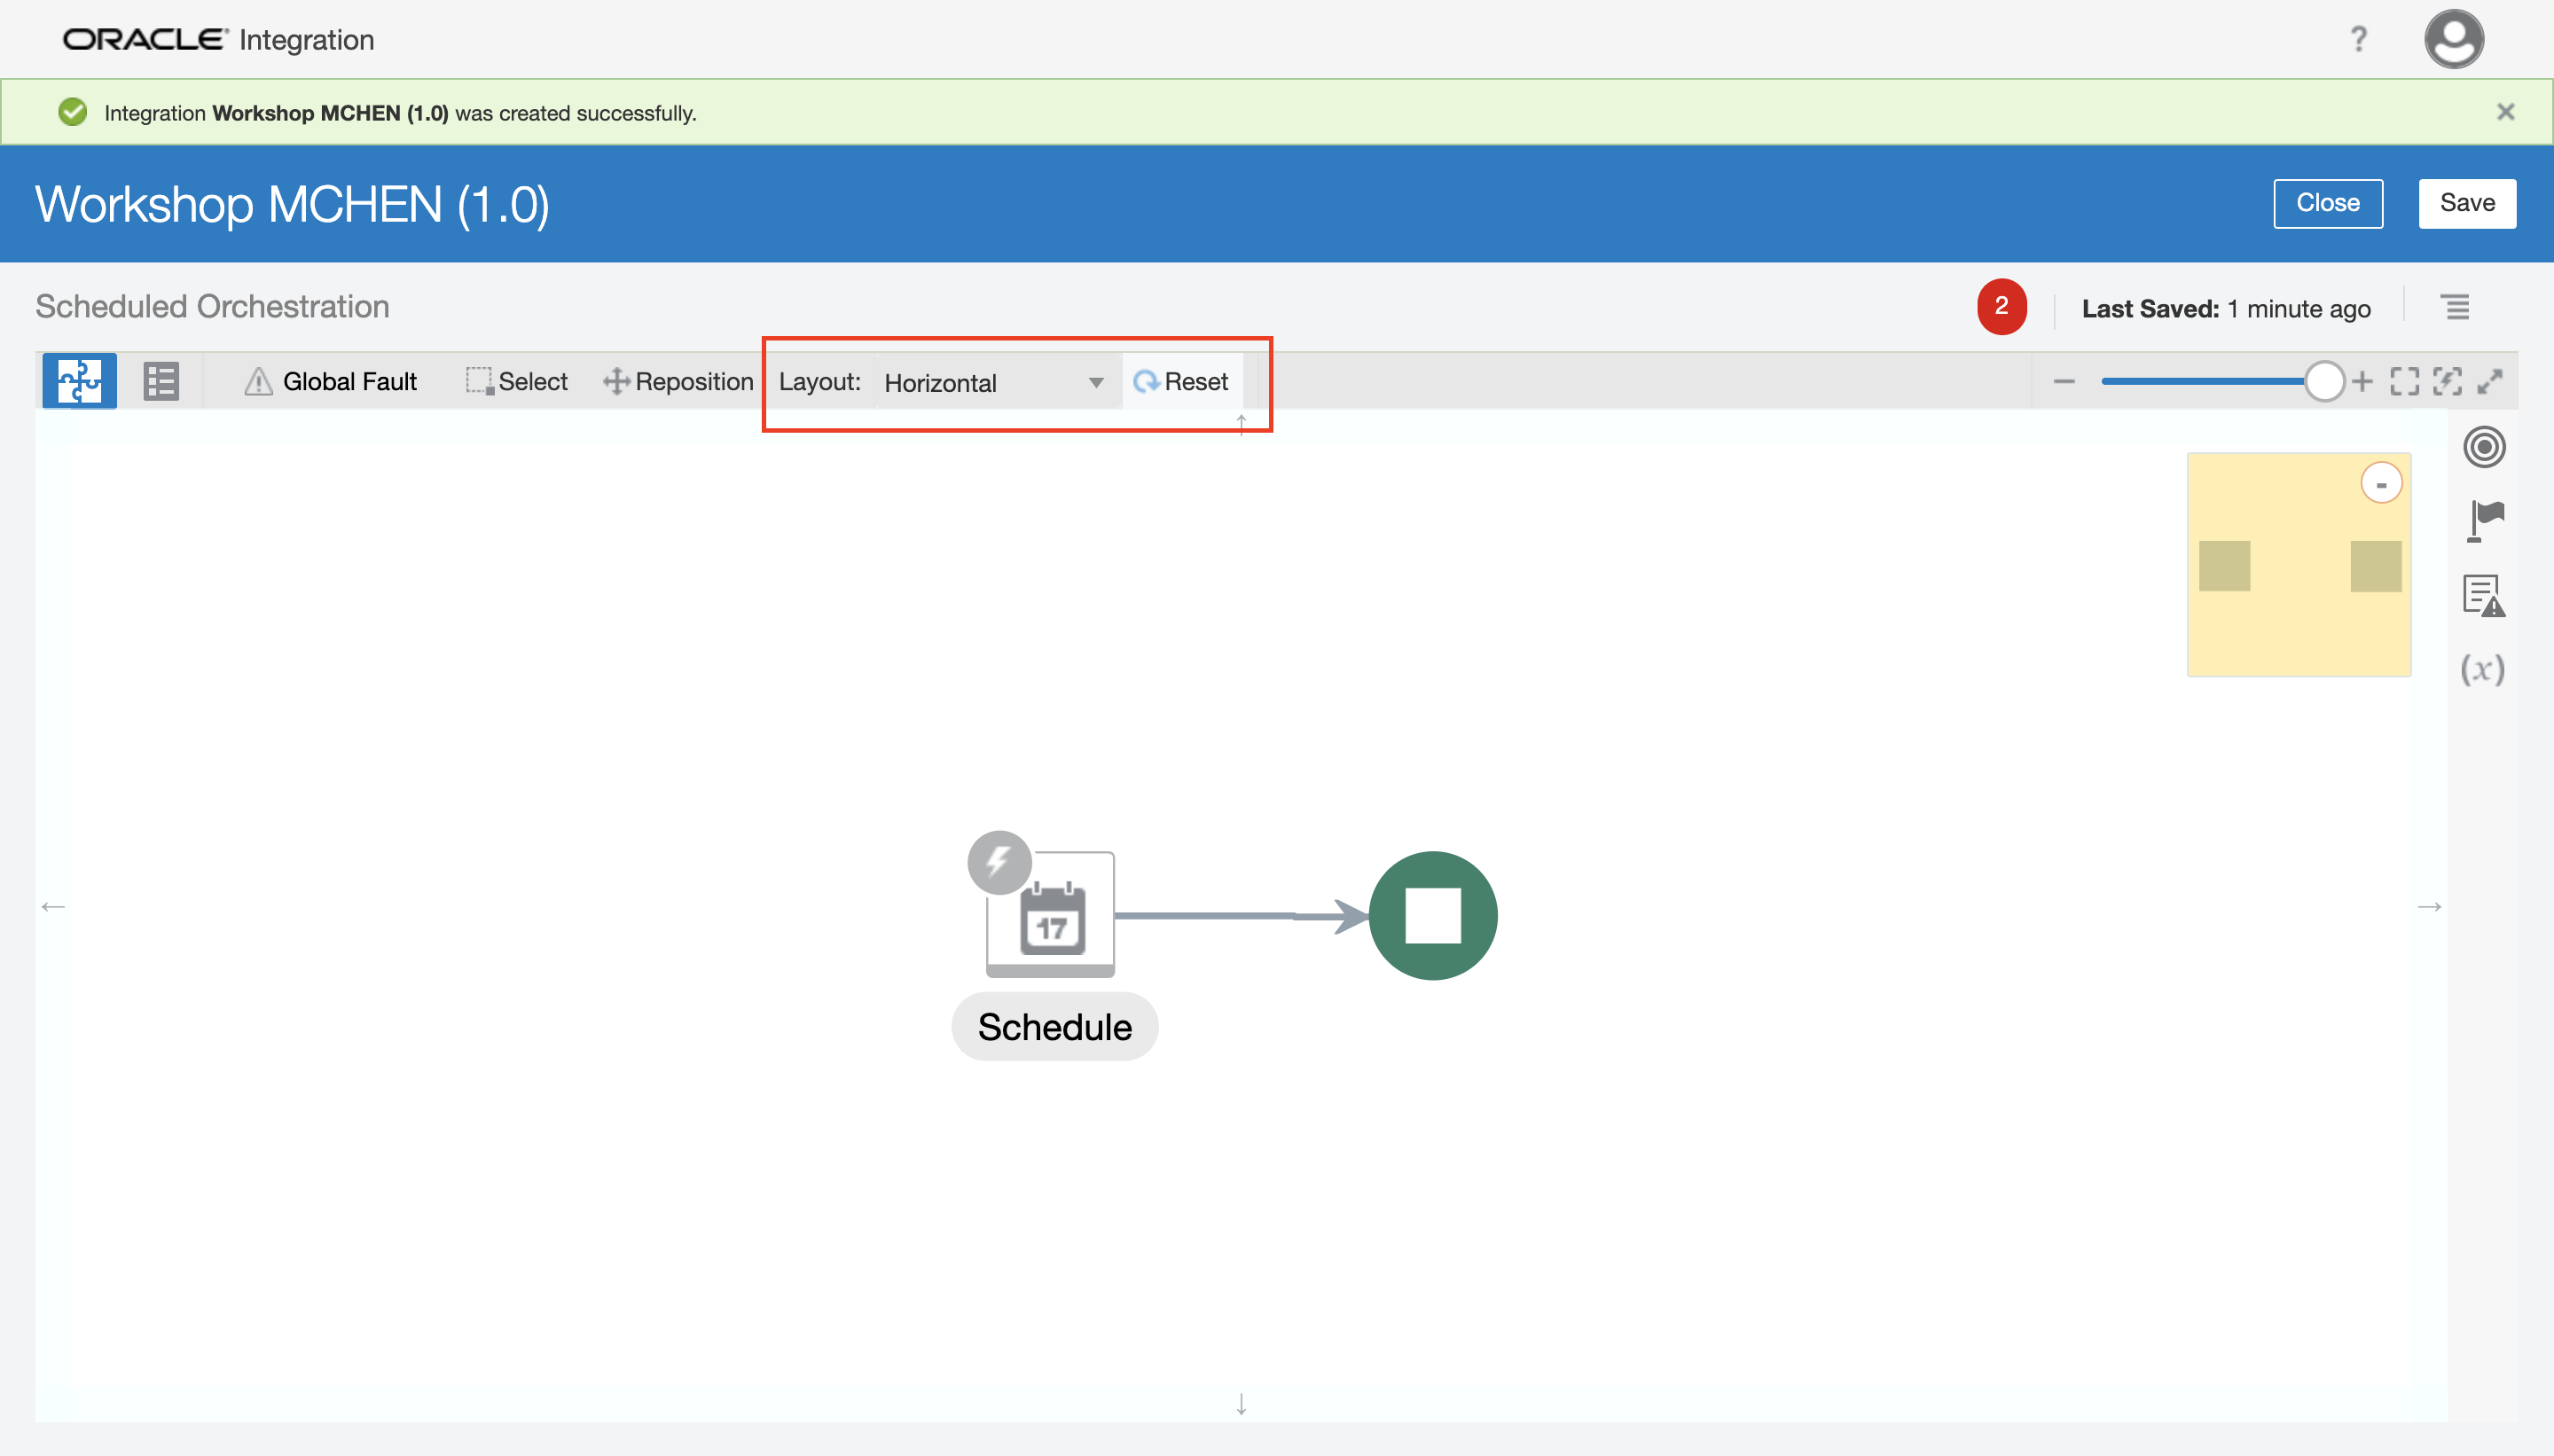 ORACLE Integration
?
Integration Workshop MCHEN (1.0) was created successfully.
Workshop MCHEN (1.0)
Close
Save
Scheduled Orchestration
2
Last Saved: 1 minute ago
Global Fault
Select
Reposition
Layout:
Horizontal
Reset
(x)
17
Schedule